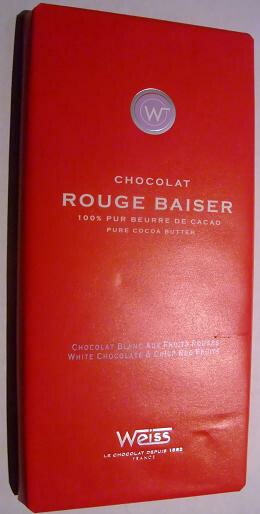 W
CHOCOLAT
ROUGE BAISER
100% PUR BEURRE DE CACAO
PURE COCOA BUTTER
CHOCOLAT BLANC AUX FRUITS ROUGES
WHITE CHOCOLATE & CRISP RED FRUITS
Weiss
LE CHOCOLAT DEPUIS 1882
FRANCE